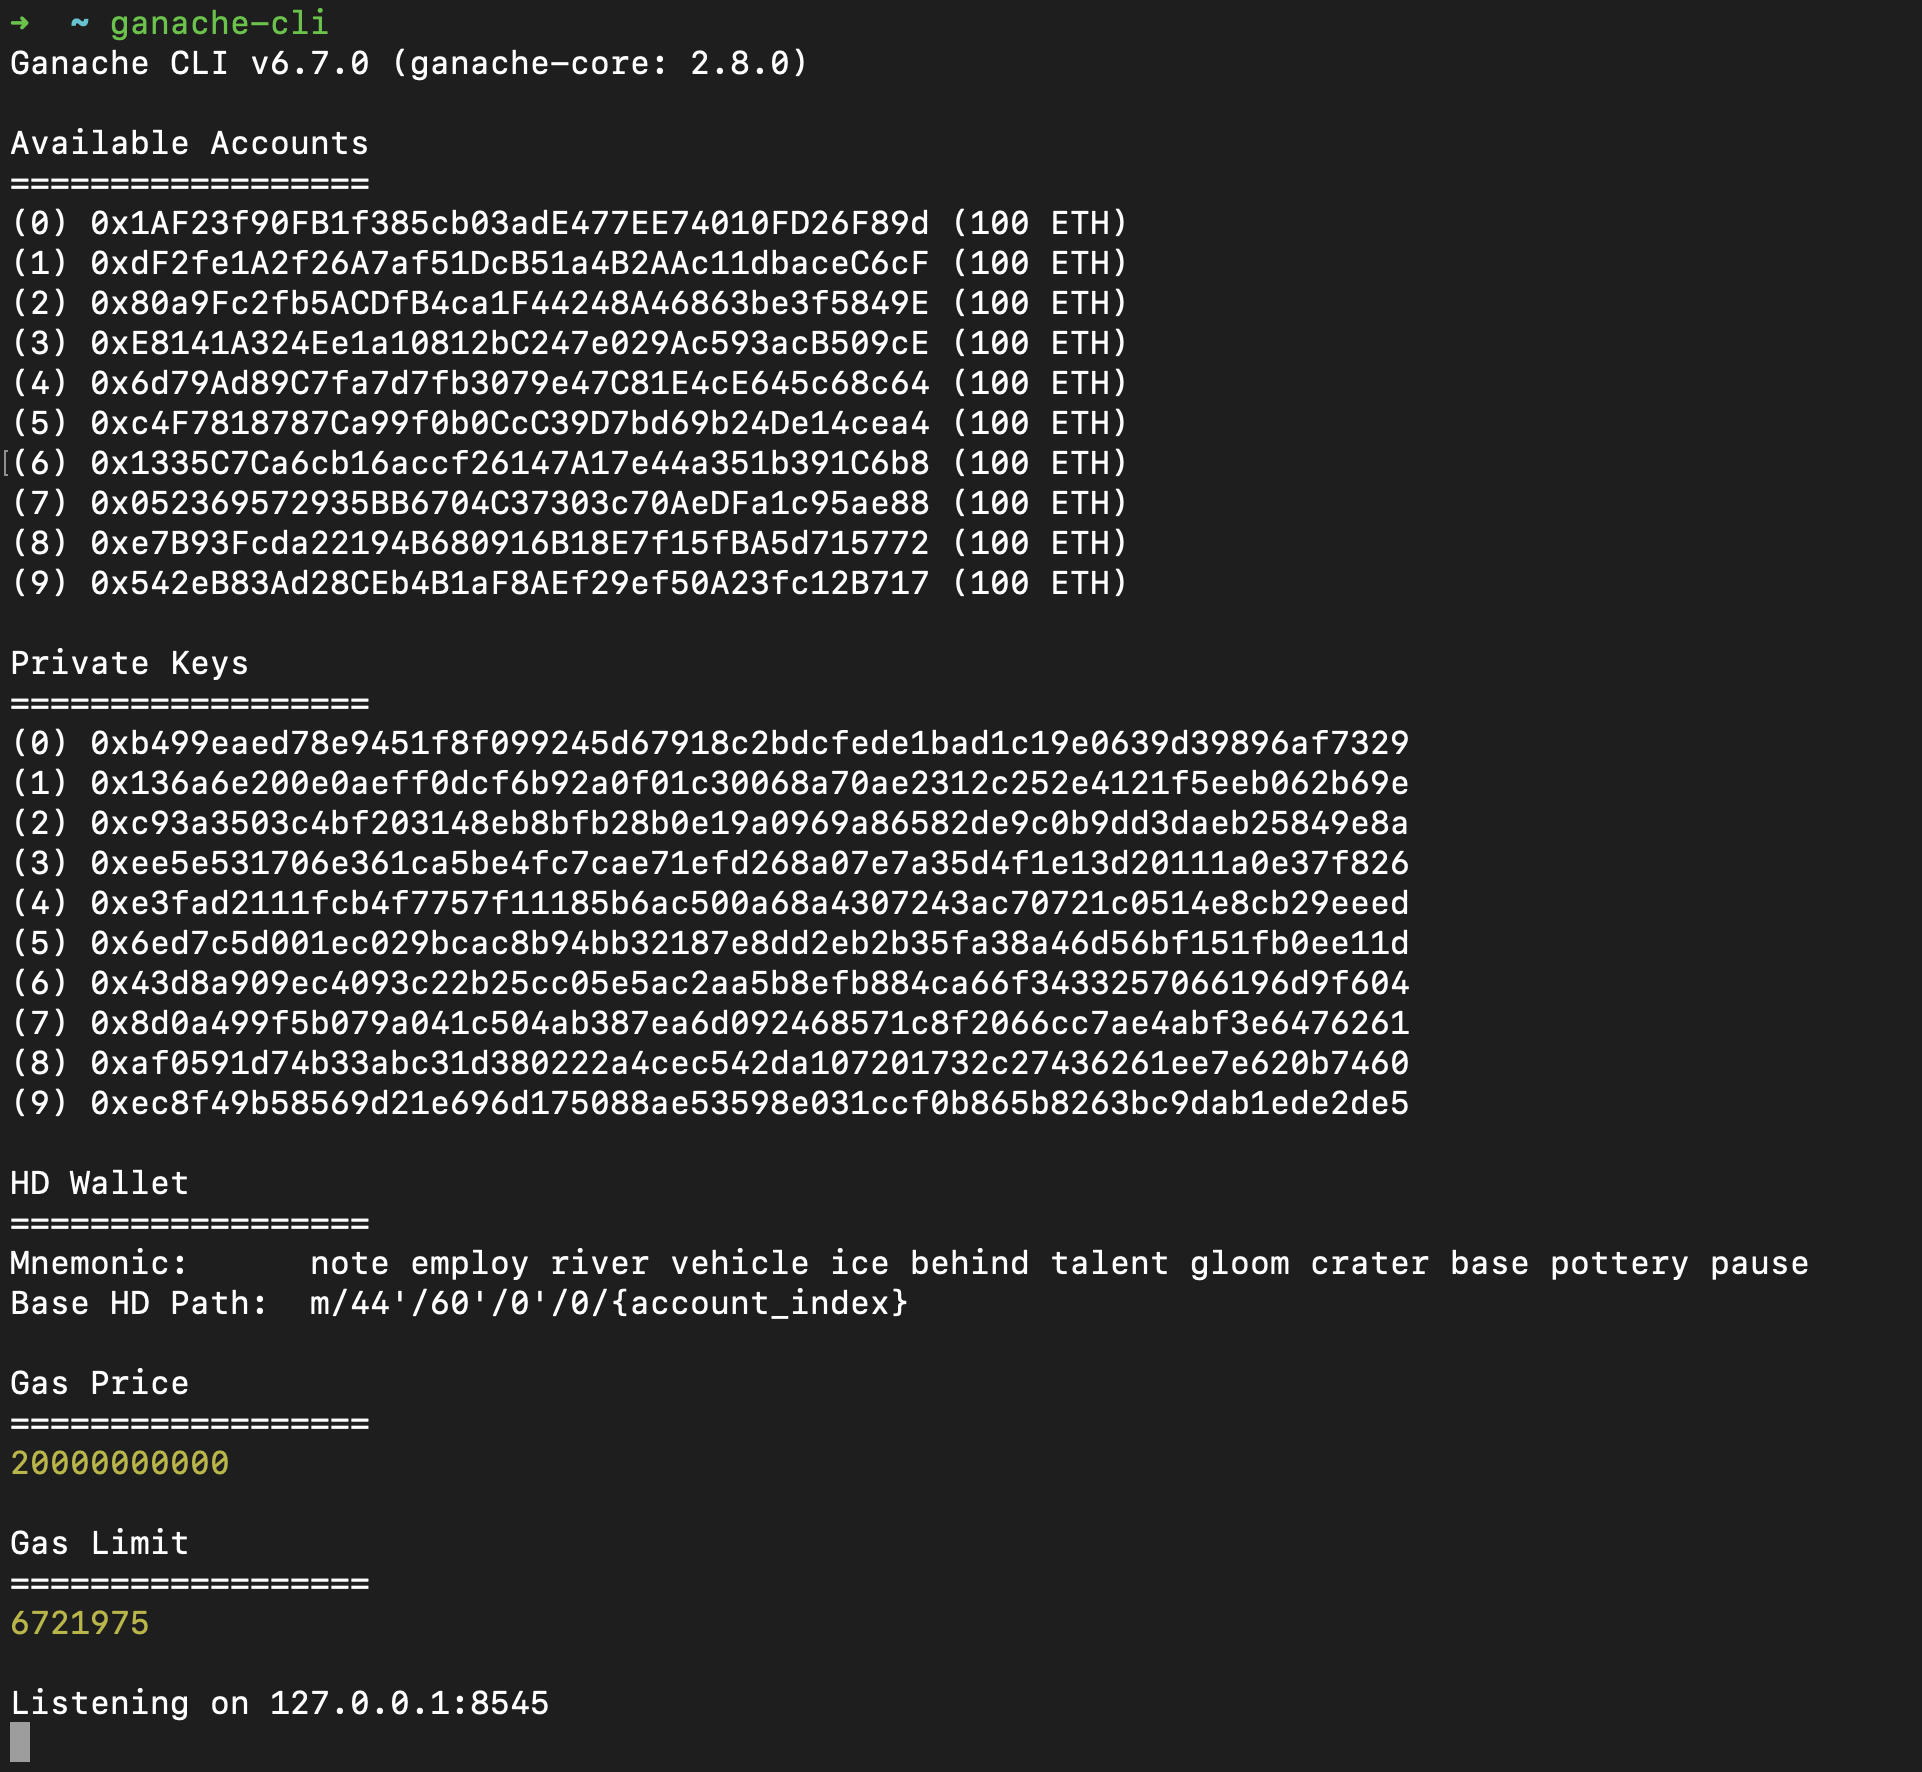 ➜  ~ ganache-cli
Ganache CLI v6.7.0 (ganache-core: 2.8.0)
Available Accounts
==================
(0) 0x1AF23f90FB1f385cb03adE477EE74010FD26F89d (100 ETH)
(1) 0xdF2fe1A2f26A7af51DcB51a4B2AAc11dbaceC6cF (100 ETH)
(2) 0x80a9Fc2fb5ACDfB4ca1F44248A46863be3f5849E (100 ETH)
(3) 0xE8141A324Ee1a10812bC247e029Ac593acB509cE (100 ETH)
(4) 0x6d79Ad89C7fa7d7fb3079e47C81E4cE645c68c64 (100 ETH)
(5) 0xc4F7818787Ca99f0b0CcC39D7bd69b24De14cea4 (100 ETH)
(6) 0x1335C7Ca6cb16accf26147A17e44a351b391C6b8 (100 ETH)
(7) 0x052369572935BB6704C37303c70AeDFa1c95ae88 (100 ETH)
(8) 0xe7B93Fcda22194B680916B18E7f15fBA5d715772 (100 ETH)
(9) 0x542eB83Ad28CEb4B1aF8AEf29ef50A23fc12B717 (100 ETH)
Private Keys
==================
(0) 0xb499eaed78e9451f8f099245d67918c2bdcfede1bad1c19e0639d39896af7329
(1) 0x136a6e200e0aeff0dcf6b92a0f01c30068a70ae2312c252e4121f5eeb062b69e
(2) 0xc93a3503c4bf203148eb8bfb28b0e19a0969a86582de9c0b9dd3daeb25849e8a
(3) 0xee5e531706e361ca5be4fc7cae71efd268a07e7a35d4f1e13d20111a0e37f826
(4) 0xe3fad2111fcb4f7757f11185b6ac500a68a4307243ac70721c0514e8cb29eeed
(5) 0x6ed7c5d001ec029bcac8b94bb32187e8dd2eb2b35fa38a46d56bf151fb0ee11d
(6) 0x43d8a909ec4093c22b25cc05e5ac2aa5b8efb884ca66f3433257066196d9f604
(7) 0x8d0a499f5b079a041c504ab387ea6d092468571c8f2066cc7ae4abf3e6476261
(8) 0xaf0591d74b33abc31d380222a4cec542da107201732c27436261ee7e620b7460
(9) 0xec8f49b58569d21e696d175088ae53598e031ccf0b865b8263bc9dab1ede2de5
HD Wallet
==================
Mnemonic:      note employ river vehicle ice behind talent gloom crater base pottery pause
Base HD Path:  m/44'/60'/0'/0/{account_index}
Gas Price
==================
20000000000
Gas Limit
==================
6721975
Listening on 127.0.0.1:8545